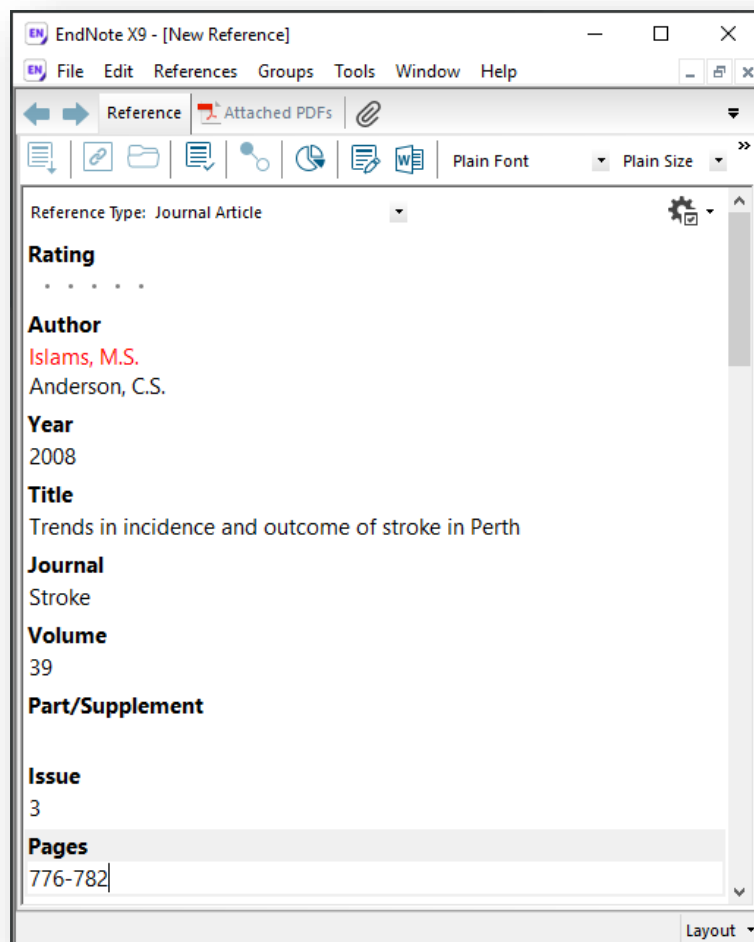 EndNote X9 - [New Reference]
File Edit References Groups Tools Window Help
Reference Attached PDFs
Plain Font Plain Size »
Reference Type: Journal Article
Rating
Author
Islams, M.S.
Anderson, C.S.
Year
2008
Title
Trends in incidence and outcome of stroke in Perth
Journal
Stroke
Volume
39
Part/Supplement
Issue
3
Pages
776-782
Layout